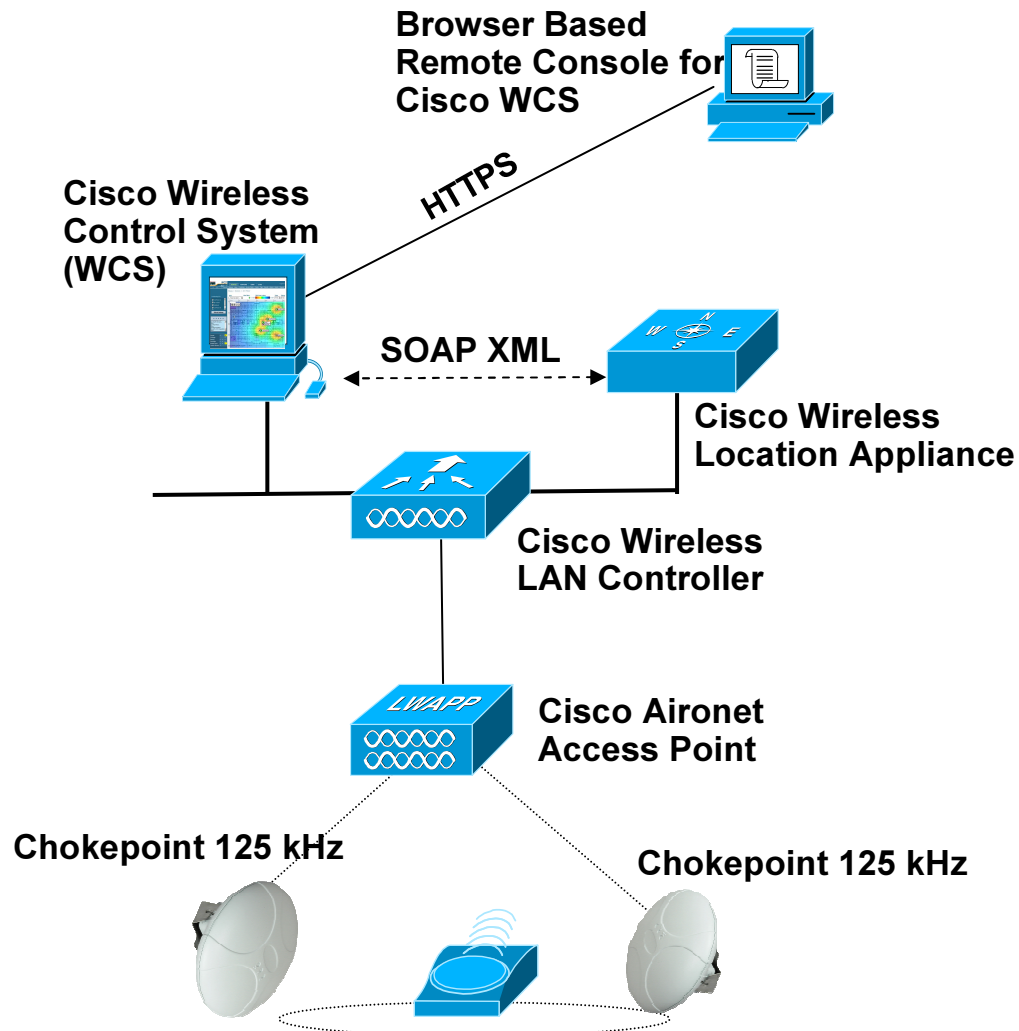 Browser Based
Remote Console for
Cisco WCS
HTTPS
Cisco Wireless
Control System
(WCS)
SOAP XML
N
W
E
S
Cisco Wireless
Location Appliance
Cisco Wireless
LAN Controller
LWAPP
Cisco Aironet
Access Point
Chokepoint 125 kHz
Chokepoint 125 kHz